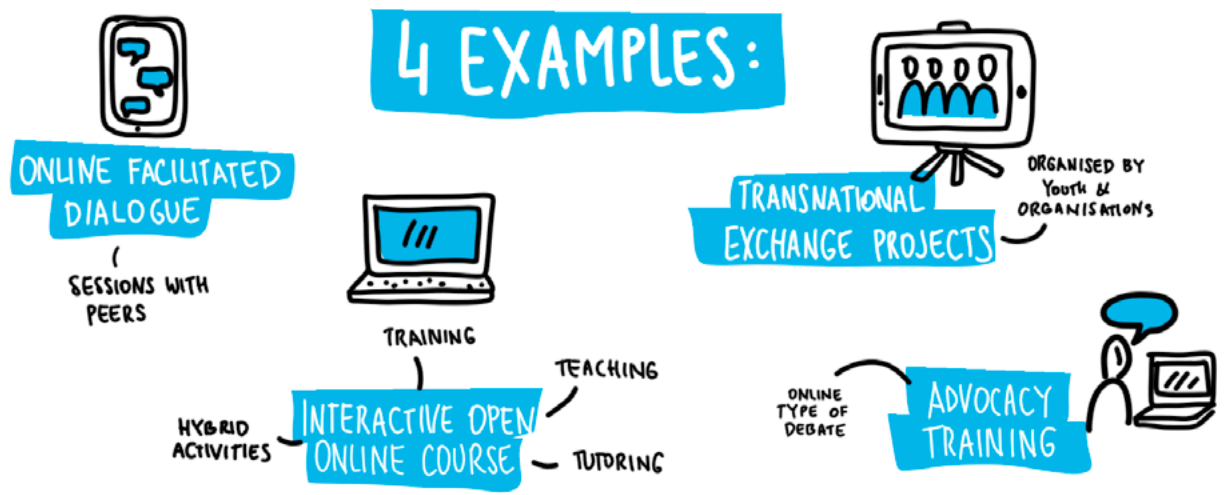 4 EXAMPLES:
ONLINE FACILITATED
DIALOGUE
SESSIONS WITH
PEERS
TRANSNATIONAL
EXCHANGE PROJECTS
ORGANISED BY
YOUTH &
ORGANISATIONS
TRAINING
TEACHING
HYBRID
ACTIVITIES
INTERACTIVE OPEN
ONLINE COURSE
TUTORING
ONLINE
TYPE OF
DEBATE
ADVOCACY
TRAINING